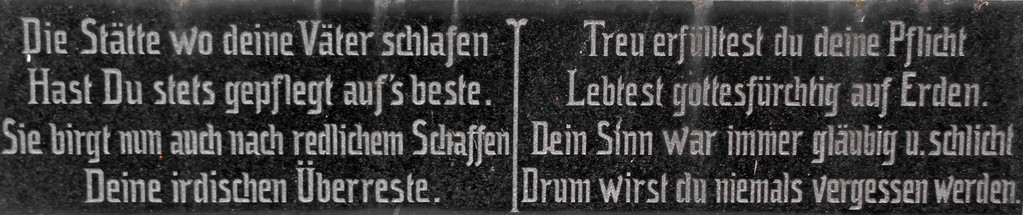 Die Stätte wo deine Väter schlafen
Hast Du stets gepflegt auf's beste.
Sie birgt nun auch nach redlichem Schaffen
Deine irdischen Überreste.
Treu erfülltest du deine Pflicht
Lebtest gottesfürchtig auf Erden.
Dein Sinn war immer gläubig u. schlicht
Drum wirst du niemals vergessen werden.